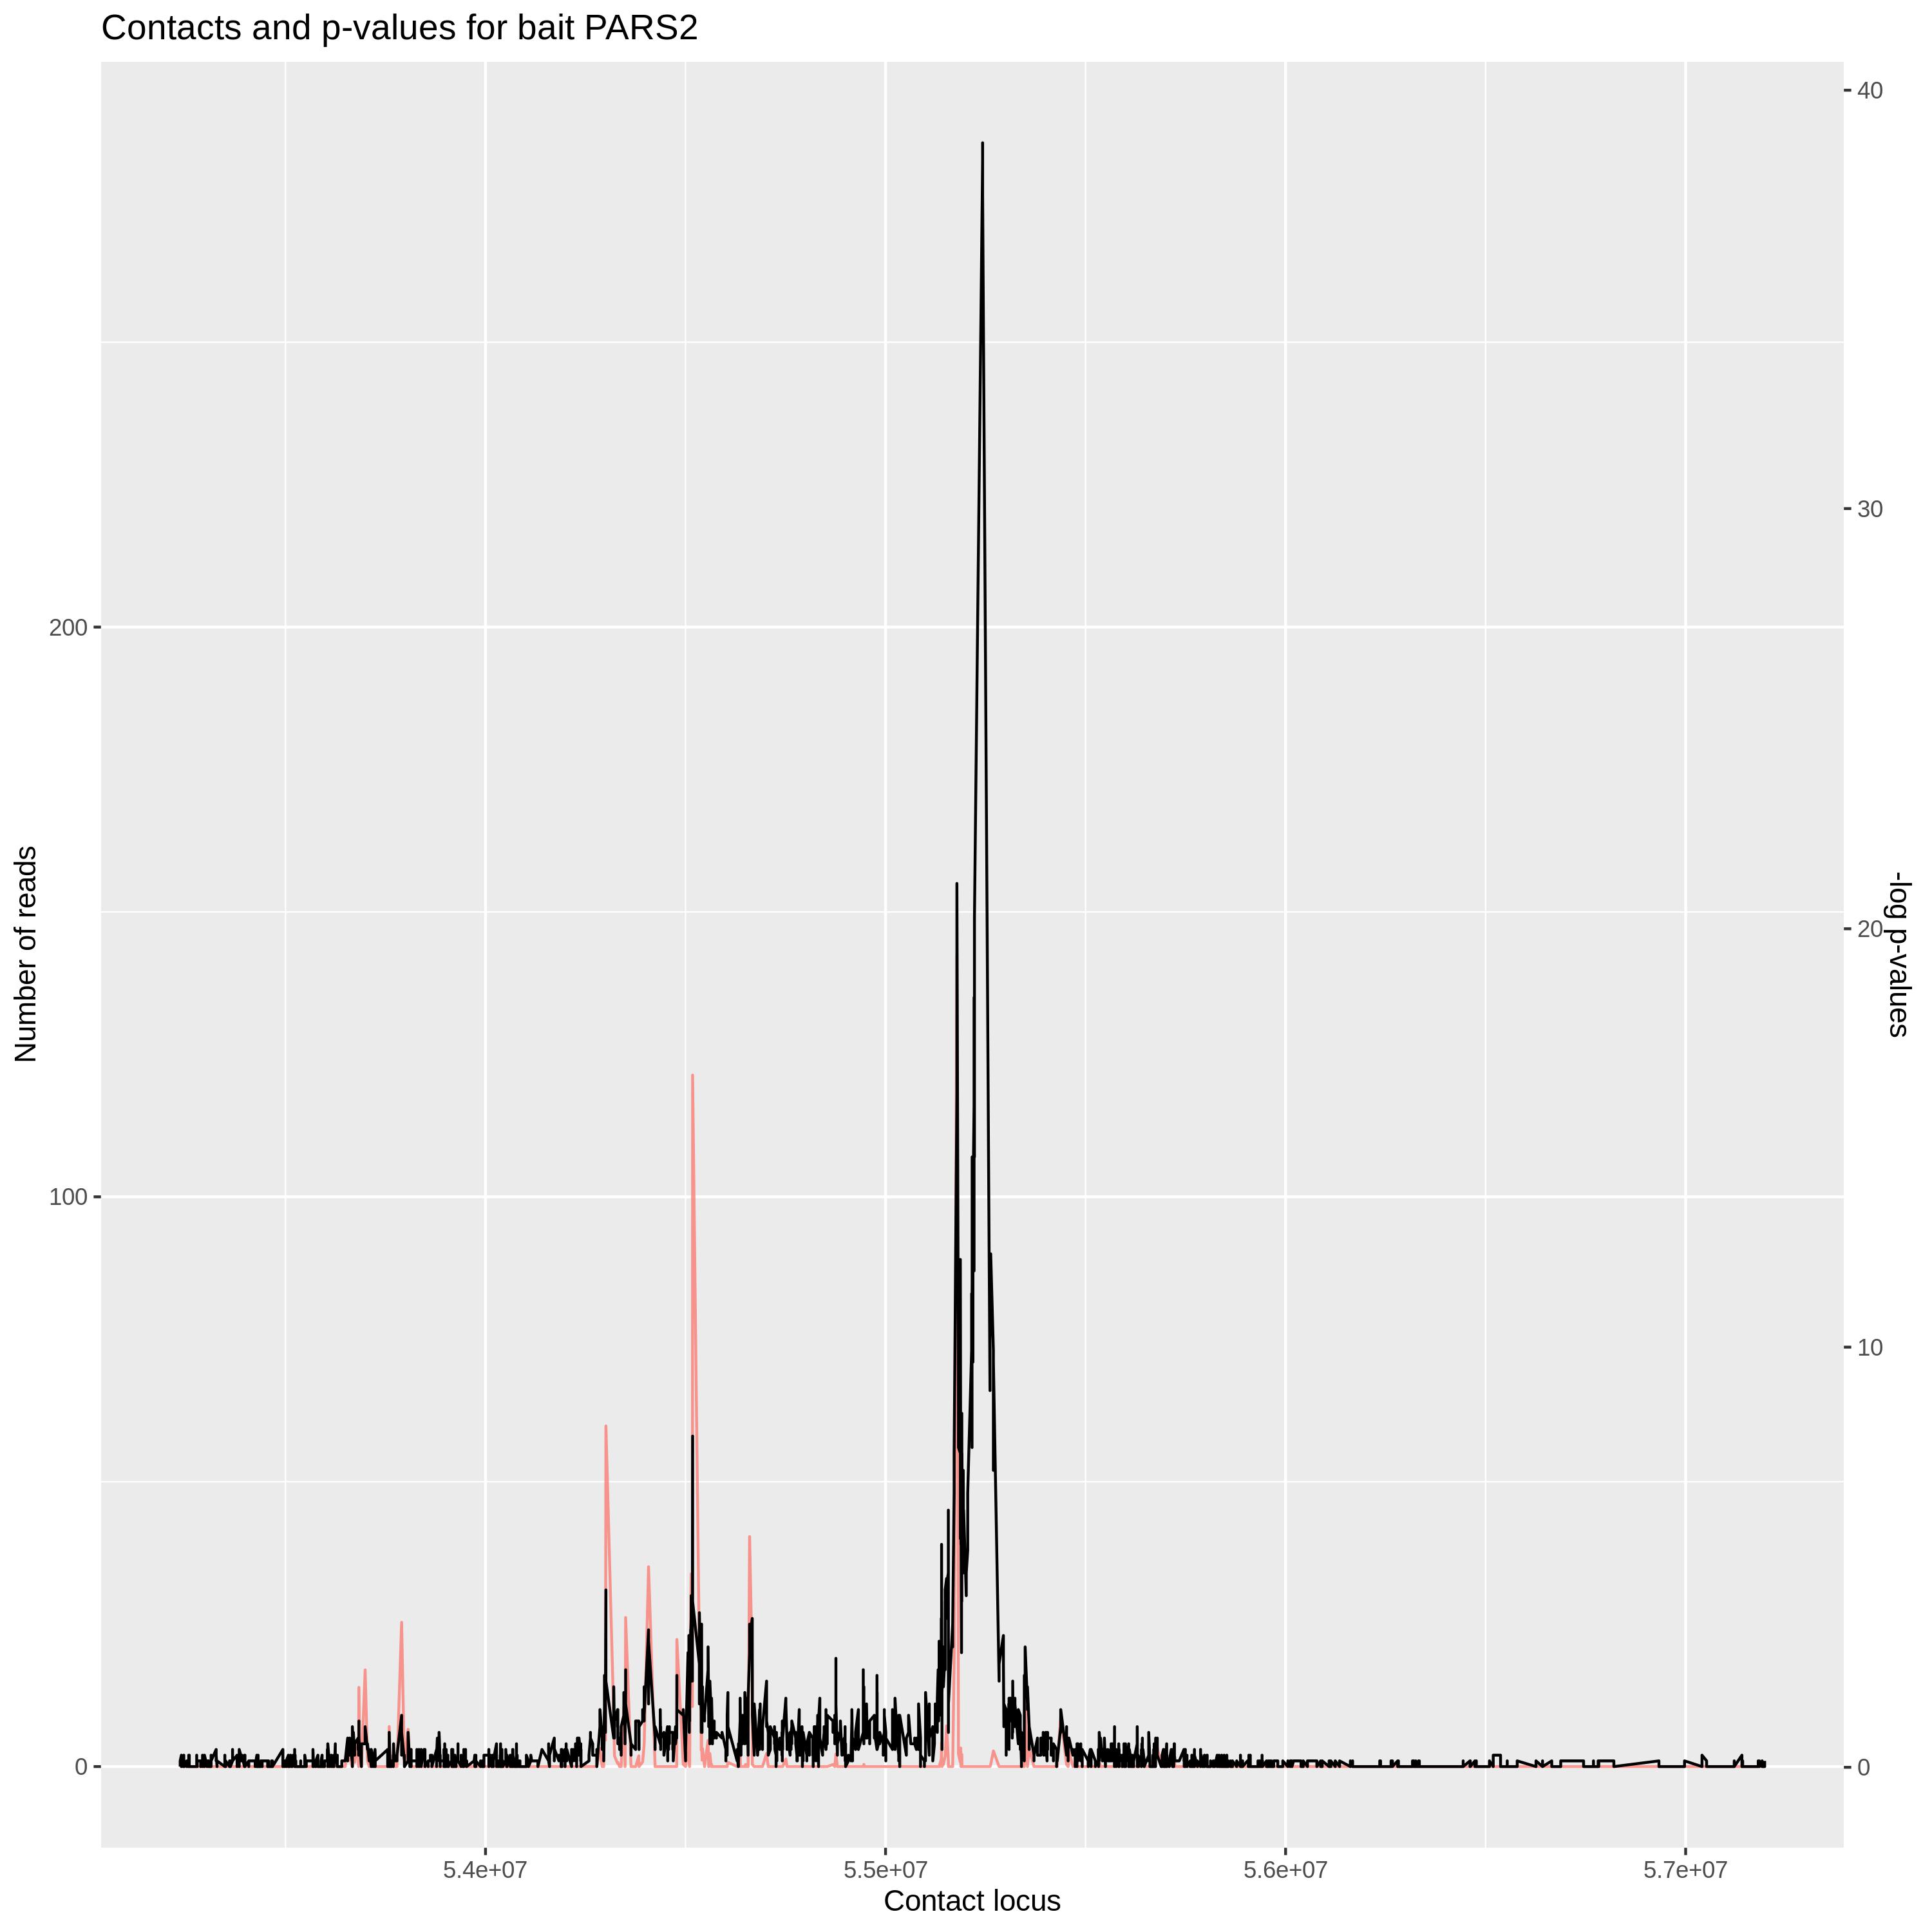 Contacts and p-values for bait PARS2
40
30
200
20
Number of reads
-log p-values
100
10
0
0
5.4e+07
5.5e+07
5.6e+07
5.7e+07
Contact locus